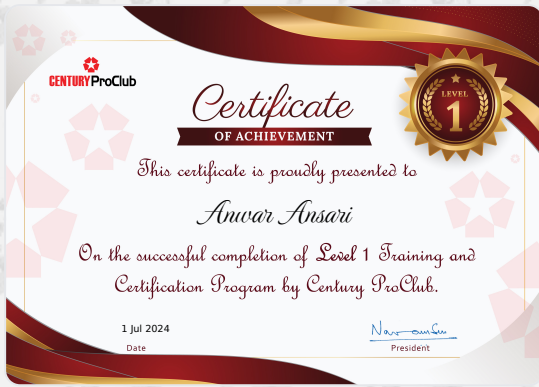 CENTURY ProClub
Certificate
OF ACHIEVEMENT
LEVEL
1
This certificate is proudly presented to
Anwar Ansari
On the successful completion of Level 1 Training and
Certification Program by Century ProClub.
1 Jul 2024
Date
President